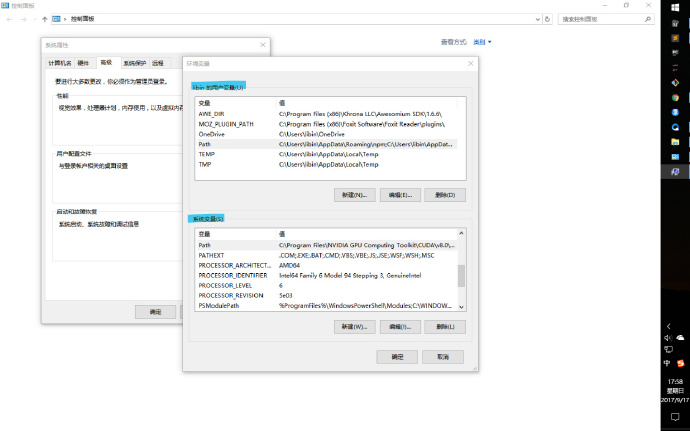 控制面板
控制面板
搜索控制面板
查看方式: 类别
系统属性
计算机名 硬件 高级 系统保护 远程
要进行大多数更改，你必须作为管理员登录。
性能
视觉效果，处理器计划，内存使用，以及虚拟内存
用户配置文件
与登录帐户相关的桌面设置
启动和故障恢复
系统启动、系统故障和调试信息
确定
环境变量
libin 的用户变量(U)
变量 值
AWE_DIR C:\Program Files (x86)\Khrona LLC\Awesomium SDK\1.6.6\
MOZ_PLUGIN_PATH C:\Program Files (x86)\Foxit Software\Foxit Reader\plugins\
OneDrive C:\Users\libin\OneDrive
Path C:\Users\libin\AppData\Roaming\npm;C:\Users\libin\AppDat...
TEMP C:\Users\libin\AppData\Local\Temp
TMP C:\Users\libin\AppData\Local\Temp
新建(N)... 编辑(E)... 删除(D)
系统变量(S)
变量 值
Path C:\Program Files\NVIDIA GPU Computing Toolkit\CUDA\v8.0\...
PATHEXT .COM;.EXE;.BAT;.CMD;.VBS;.VBE;.JS;.JSE;.WSF;.WSH;.MSC
PROCESSOR_ARCHITECT... AMD64
PROCESSOR_IDENTIFIER Intel64 Family 6 Model 94 Stepping 3, GenuineIntel
PROCESSOR_LEVEL 6
PROCESSOR_REVISION 5e03
PSModulePath %ProgramFiles%\WindowsPowerShell\Modules;C:\WINDOW...
新建(W)... 编辑(I)... 删除(L)
确定 取消
中
17:58
星期日
2017/9/17